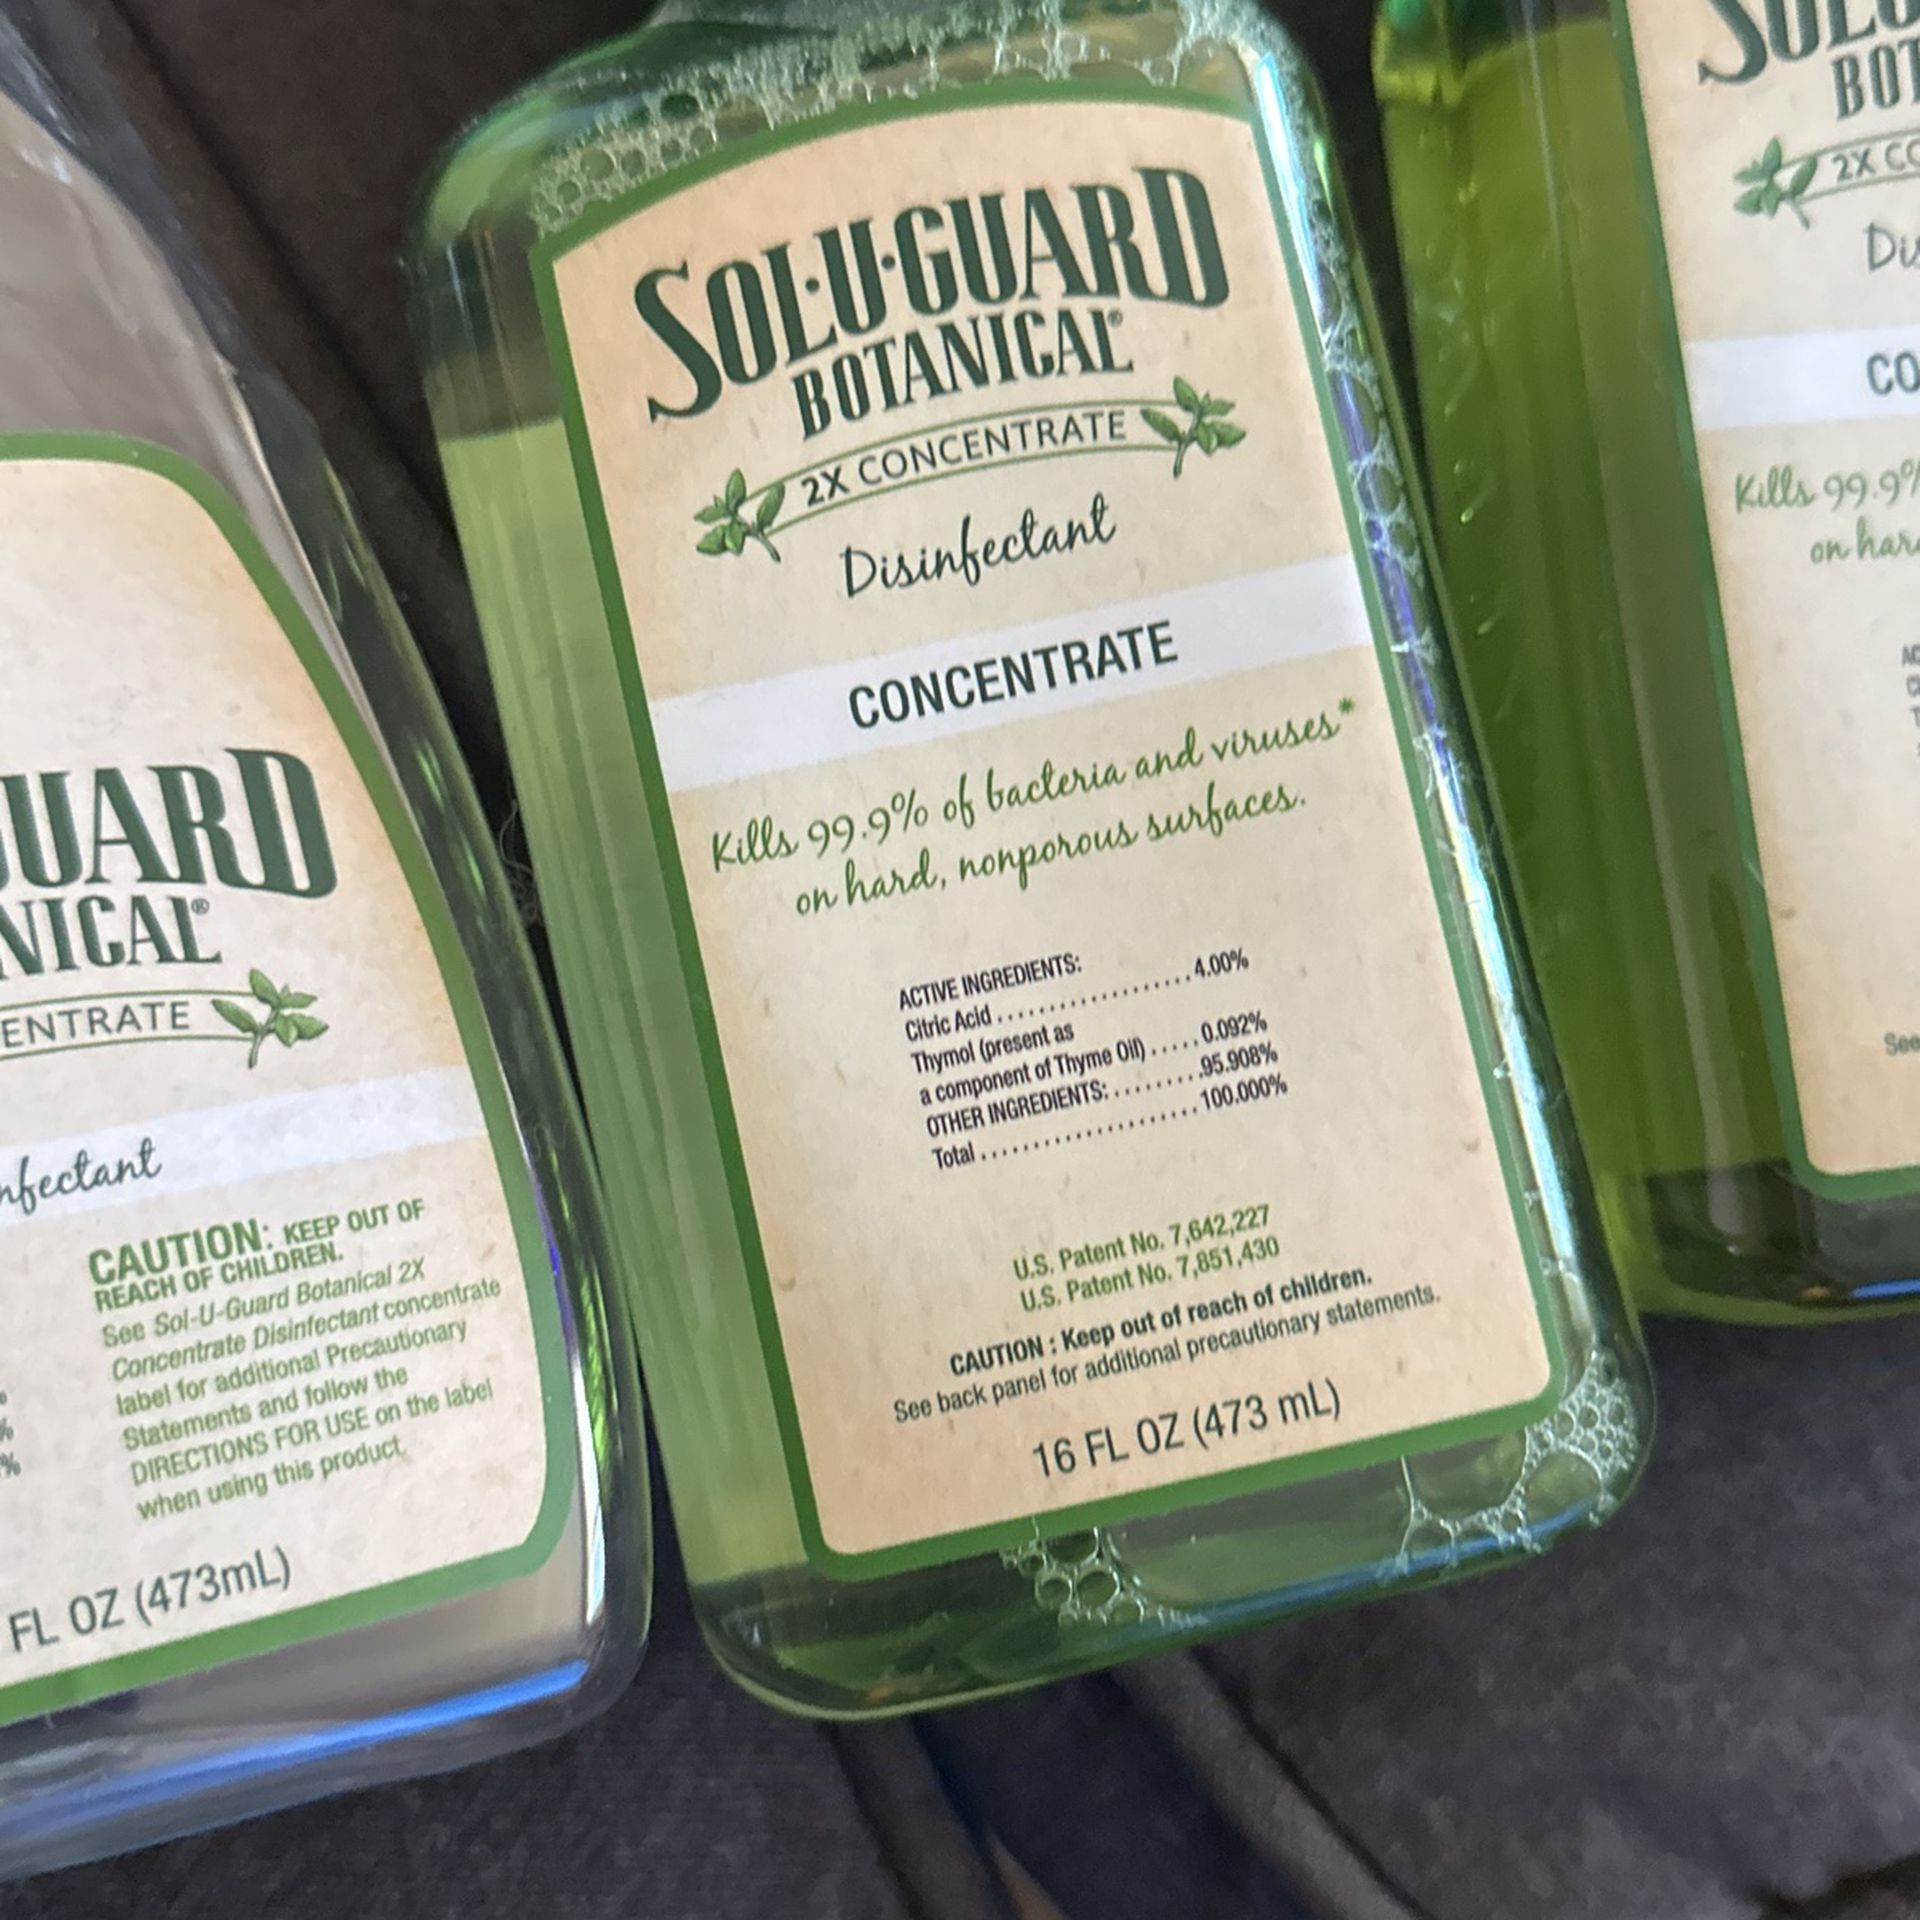 GUARD
NICAL®
ENTRATE
nfectant
CAUTION: KEEP OUT OF
REACH OF CHILDREN.
See Sol-U-Guard Botanical 2X
Concentrate Disinfectant concentrate
label for additional Precautionary
Statements and follow the
DIRECTIONS FOR USE on the label
when using this product.
%
%
FL OZ (473mL)
SOL·U·GUARD
BOTANICAL®
2X CONCENTRATE
Disinfectant
CONCENTRATE
Kills 99.9% of bacteria and viruses*
on hard, nonporous surfaces.
ACTIVE INGREDIENTS:
Citric Acid . . . . . . . . . . . . . . . . . . . 4.00%
Thymol (present as
a component of Thyme Oil) . . . . . 0.092%
OTHER INGREDIENTS: . . . . . . . . .95.908%
Total . . . . . . . . . . . . . . . . . . . . . 100.000%
U.S. Patent No. 7,642,227
U.S. Patent No. 7,851,430
CAUTION : Keep out of reach of children.
See back panel for additional precautionary statements.
16 FL OZ (473 mL)
SOL·U
BOT
2X CO
Dis
CO
Kills 99.9%
on hard
See